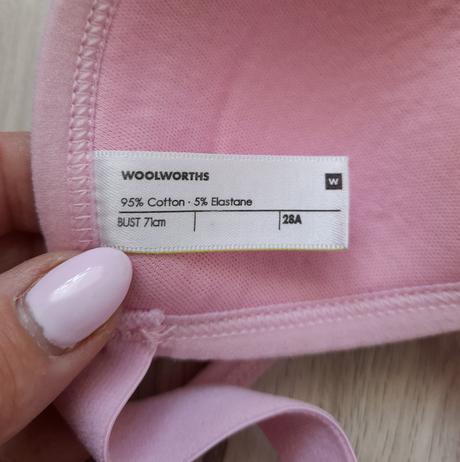 WOOLWORTHS W
95% Cotton · 5% Elastane
BUST 71cm 28A